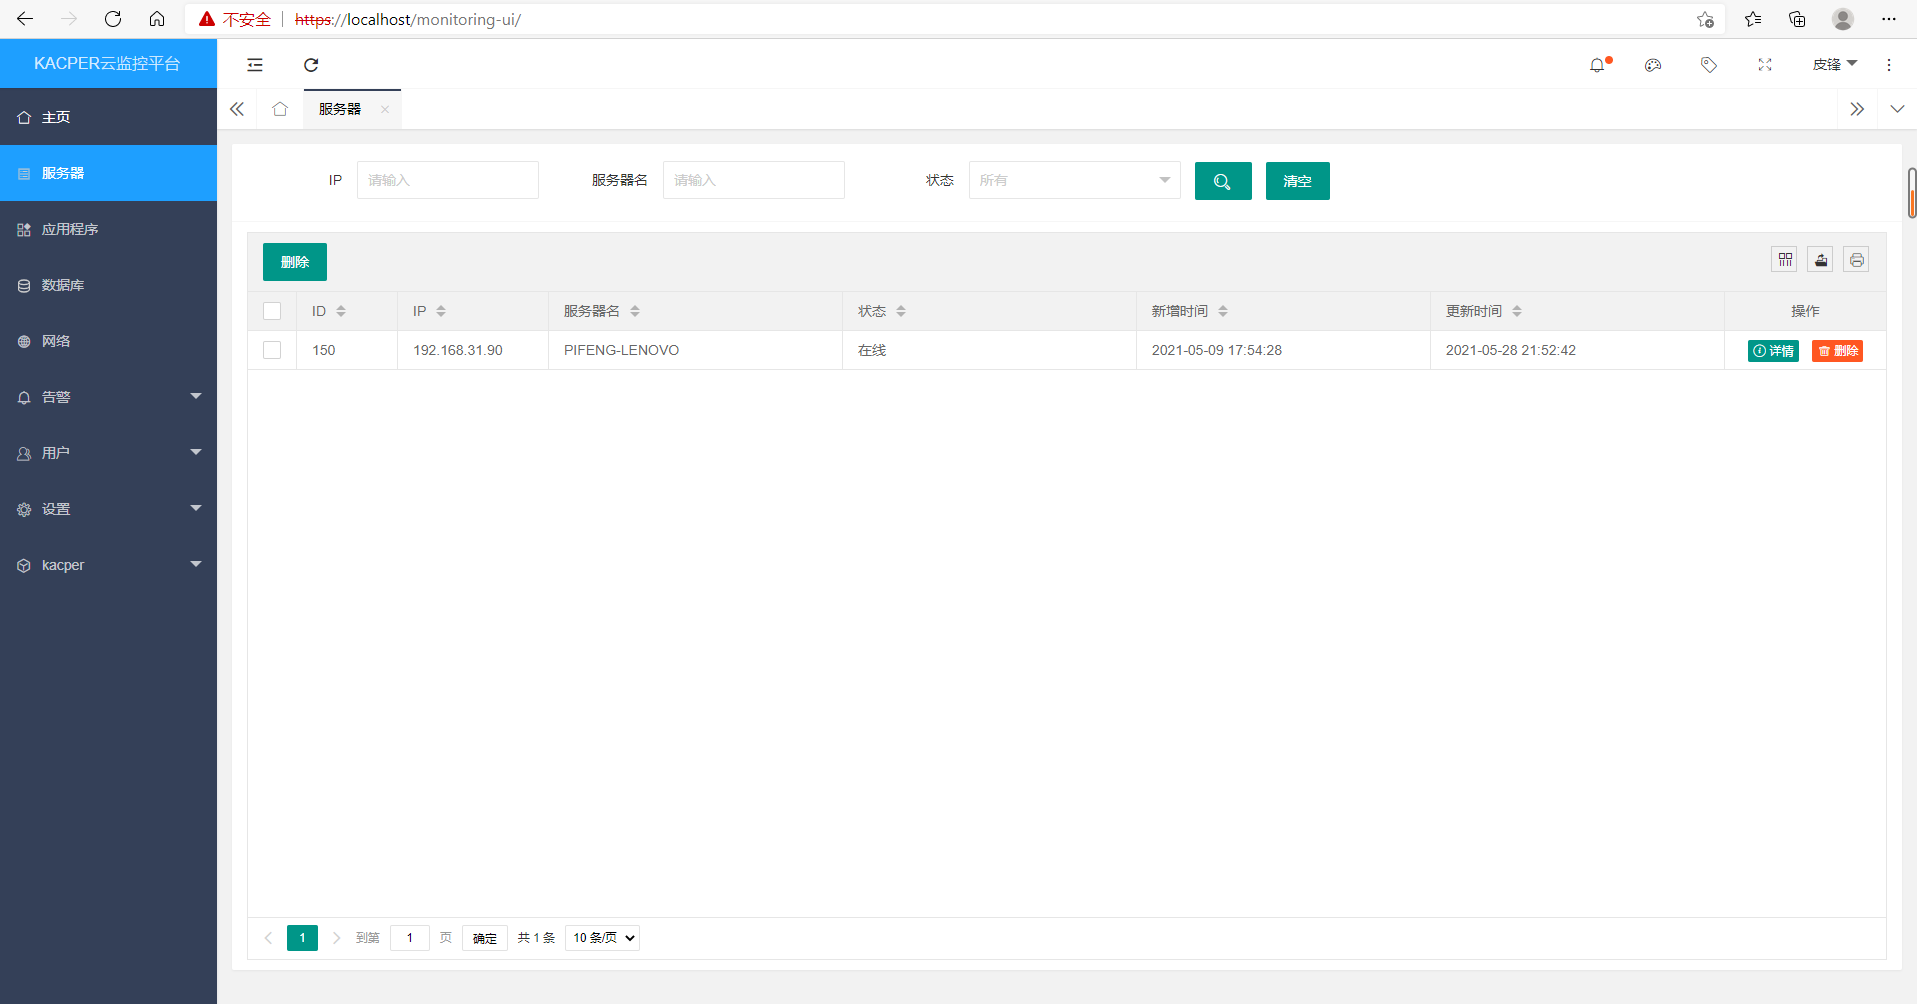 不安全 https://localhost/monitoring-ui/
KACPER云监控平台
皮锋
主页
服务器
应用程序
数据库
网络
告警
用户
设置
kacper
服务器
IP 请输入 服务器名 请输入 状态 所有 清空
删除
ID IP 服务器名 状态 新增时间 更新时间 操作
150 192.168.31.90 PIFENG-LENOVO 在线 2021-05-09 17:54:28 2021-05-28 21:52:42 详情 删除
1 到第 1 页 确定 共 1 条 10 条/页